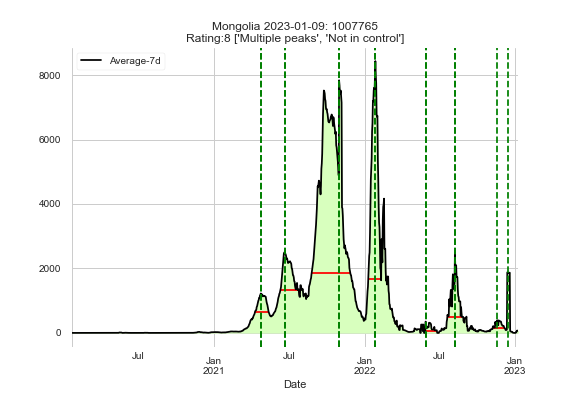 Mongolia 2023-01-09: 1007765
Rating:8 ['Multiple peaks', 'Not in control']
Average-7d
8000
6000
4000
2000
0
Jul
Jan
2021
Jul
Jan
2022
Jul
Jan
2023
Date